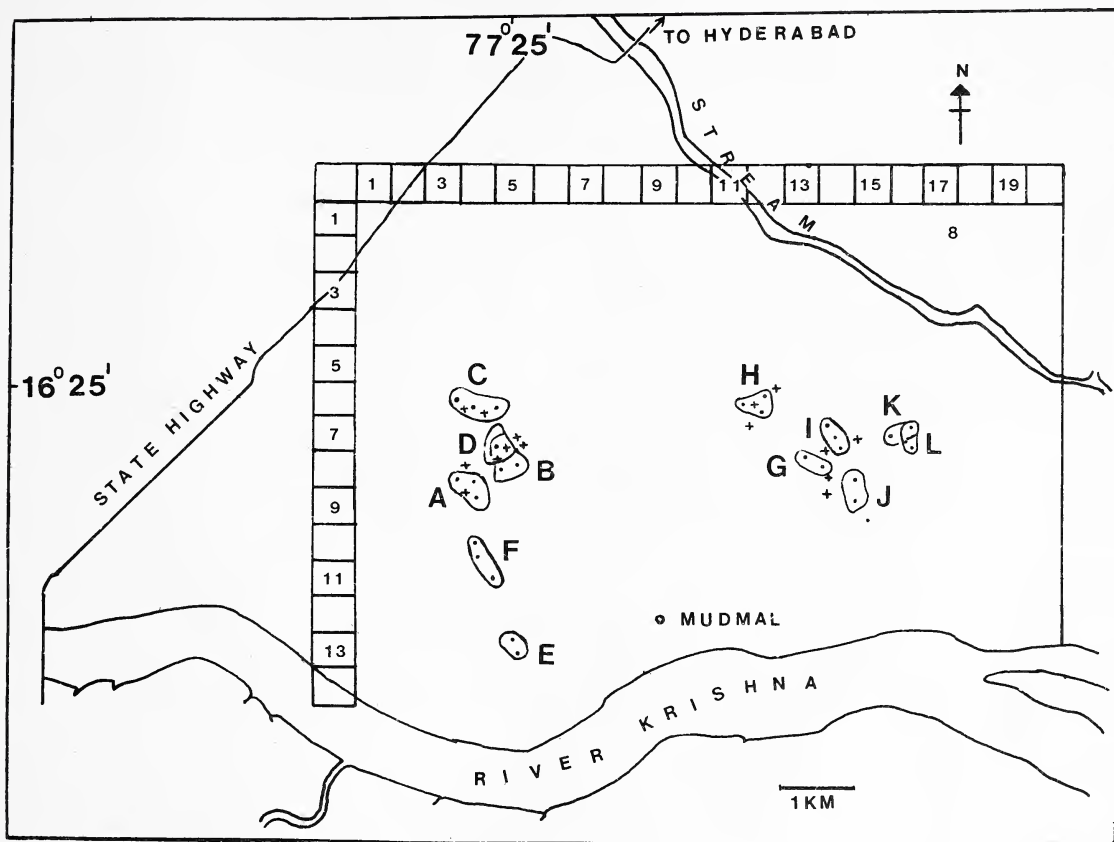 77°25'
TO HYDERABAD
N
STREAM
1 3 5 7 9 11 13 15 17 19
1
8
3
STATE HIGHWAY
5
16°25'
C
H
7
I
K
D
L
B
G
A
J
9
F
11
MUDMAL
13
E
RIVER KRISHNA
1KM